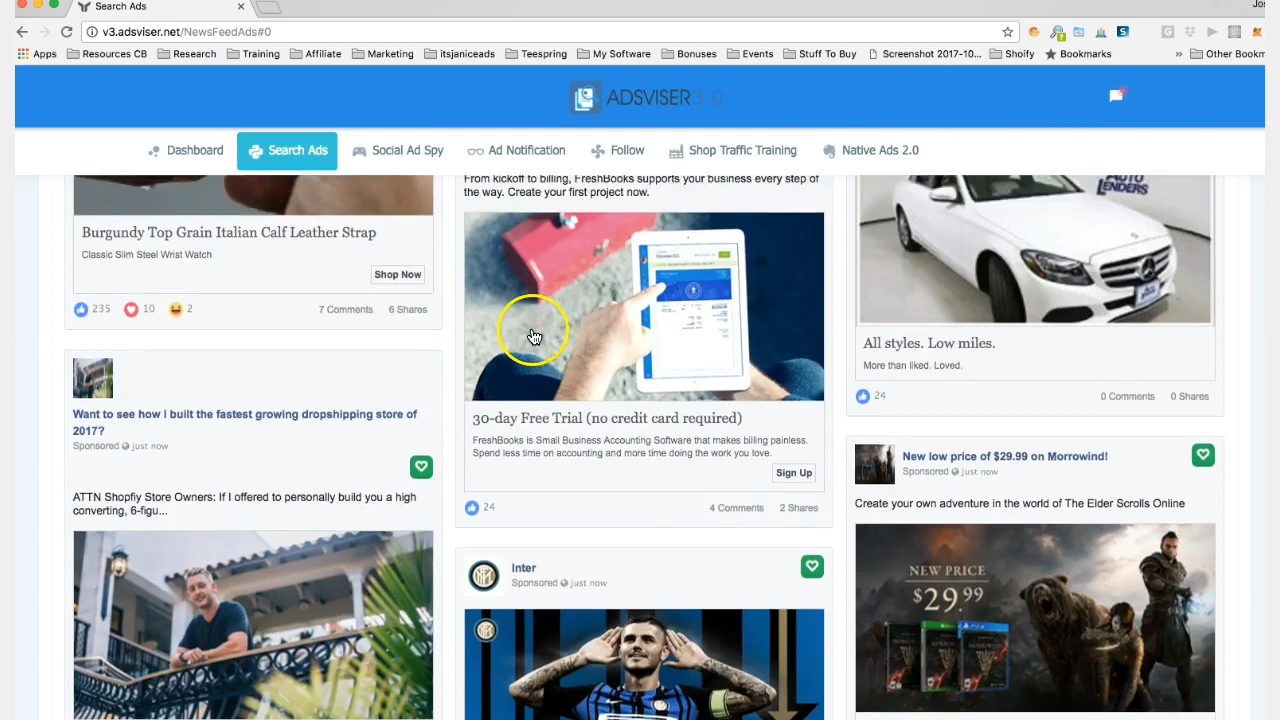 Search Ads
Jos
v3.adsviser.net/NewsFeedAds#0
Apps
Resources CB
Research
Training
Affiliate
Marketing
itsjaniceads
Teespring
My Software
Bonuses
Events
Stuff To Buy
Screenshot 2017-10...
Shoify
Bookmarks
»
Other Bookm
ADSVISER3.0
Dashboard
Search Ads
Social Ad Spy
Ad Notification
Follow
Shop Traffic Training
Native Ads 2.0
Burgundy Top Grain Italian Calf Leather Strap
Classic Slim Steel Wrist Watch
Shop Now
235
10
2
7 Comments
6 Shares
Want to see how I built the fastest growing dropshipping store of
2017?
Sponsored
just now
ATTN Shopfiy Store Owners: If I offered to personally build you a high
converting, 6-figu...
From kickoff to billing, FreshBooks supports your business every step of
the way. Create your first project now.
30-day Free Trial (no credit card required)
FreshBooks is Small Business Accounting Software that makes billing painless.
Spend less time on accounting and more time doing the work you love.
Sign Up
24
4 Comments
2 Shares
Inter
Sponsored
just now
AUTO
LENDERS
All styles. Low miles.
More than liked. Loved.
24
0 Comments
0 Shares
New low price of $29.99 on Morrowind!
Sponsored
just now
Create your own adventure in the world of The Elder Scrolls Online
NEW PRICE
$29.99